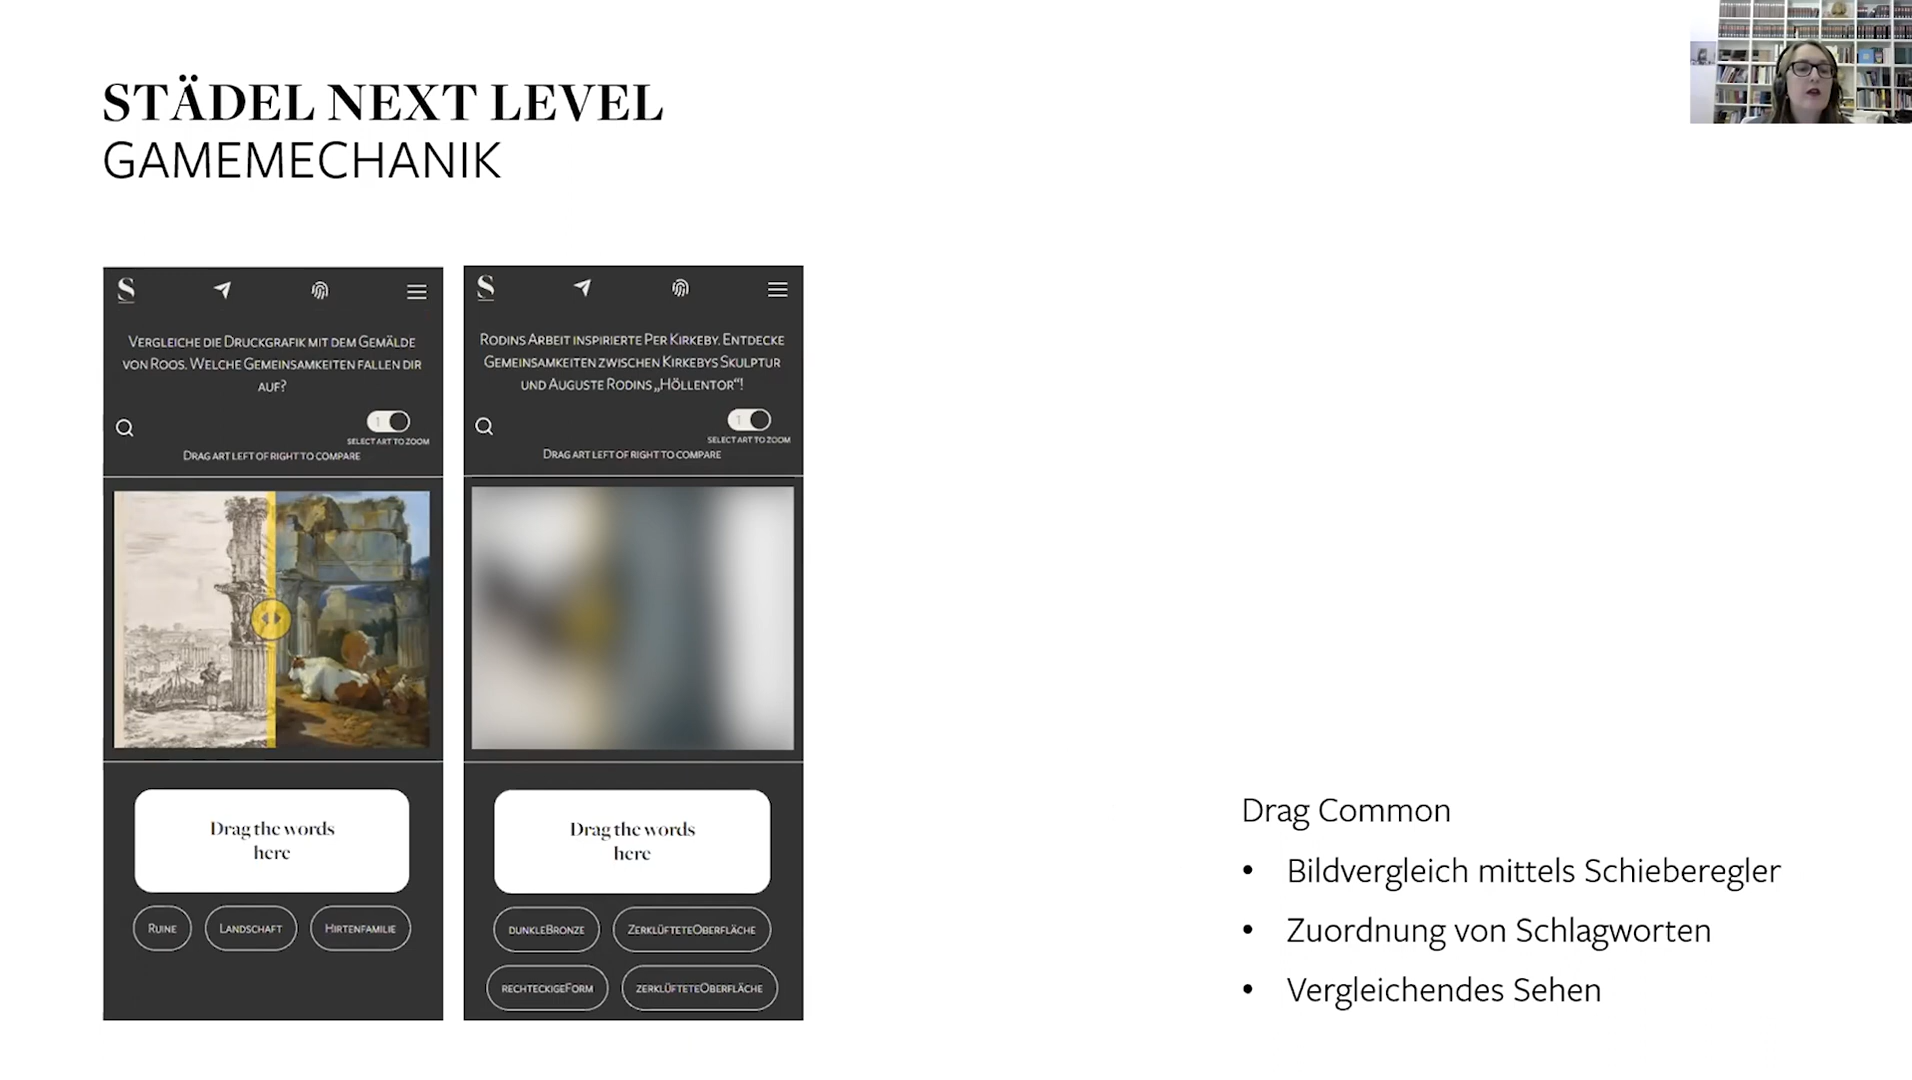 STÄDEL NEXT LEVEL
GAMEMECHANIK
S
VERGLEICHE DIE DRUCKGRAFIK MIT DEM GEMÄLDE
VON ROOS. WELCHE GEMEINSAMKEITEN FALLEN DIR
AUF?
SELECT ART TO ZOOM
DRAG ART LEFT OF RIGHT TO COMPARE
Drag the words
here
RUINE
LANDSCHAFT
HIRTENFAMILIE
S
RODINS ARBEIT INSPIRIERTE PER KIRKEBY. ENTDECKE
GEMEINSAMKEITEN ZWISCHEN KIRKEBYS SKULPTUR
UND AUGUSTE RODINS „HÖLLENTOR“!
SELECT ART TO ZOOM
DRAG ART LEFT OF RIGHT TO COMPARE
Drag the words
here
DUNKLEBRONZE
ZERKLÜFTETEOBERFLÄCHE
RECHTECKIGEFORM
ZERKLÜFTETEOBERFLÄCHE
Drag Common
• Bildvergleich mittels Schieberegler
• Zuordnung von Schlagworten
• Vergleichendes Sehen